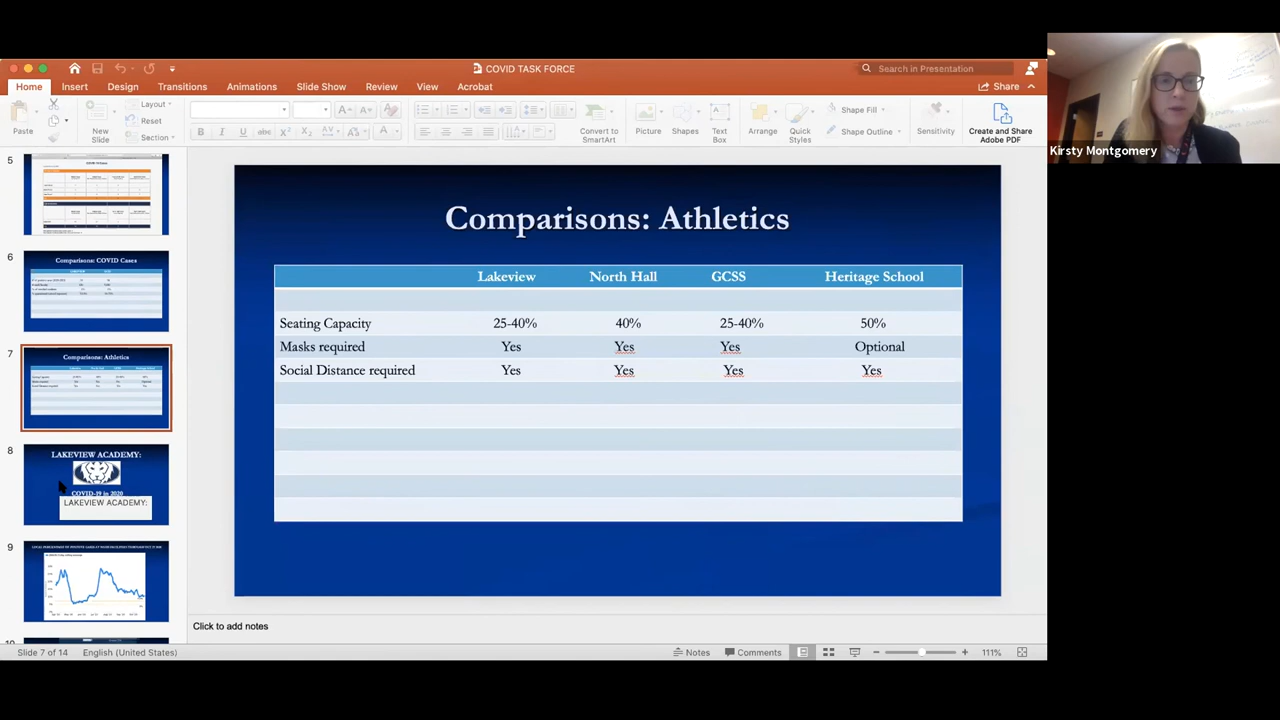 COVID TASK FORCE
Search in Presentation
Home Insert Design Transitions Animations Slide Show Review View Acrobat Share
Paste
New
Slide
Layout
Reset
Section
B I U abc X² X₂ AV Aa A
Convert to
SmartArt
Picture
Shapes
Text
Box
Arrange
Quick
Styles
Shape Fill
Shape Outline
Sensitivity
Create and Share
Adobe PDF
Kirsty Montgomery
5
6
Comparisons: COVID Cases
7
Comparisons: Athletics
8
LAKEVIEW ACADEMY:
COVID-19 in 2020
LAKEVIEW ACADEMY:
9
Comparisons: Athletics
Lakeview North Hall GCSS Heritage School
Seating Capacity 25-40% 40% 25-40% 50%
Masks required Yes Yes Yes Optional
Social Distance required Yes Yes Yes Yes
Click to add notes
Slide 7 of 14 English (United States) Notes Comments 111%